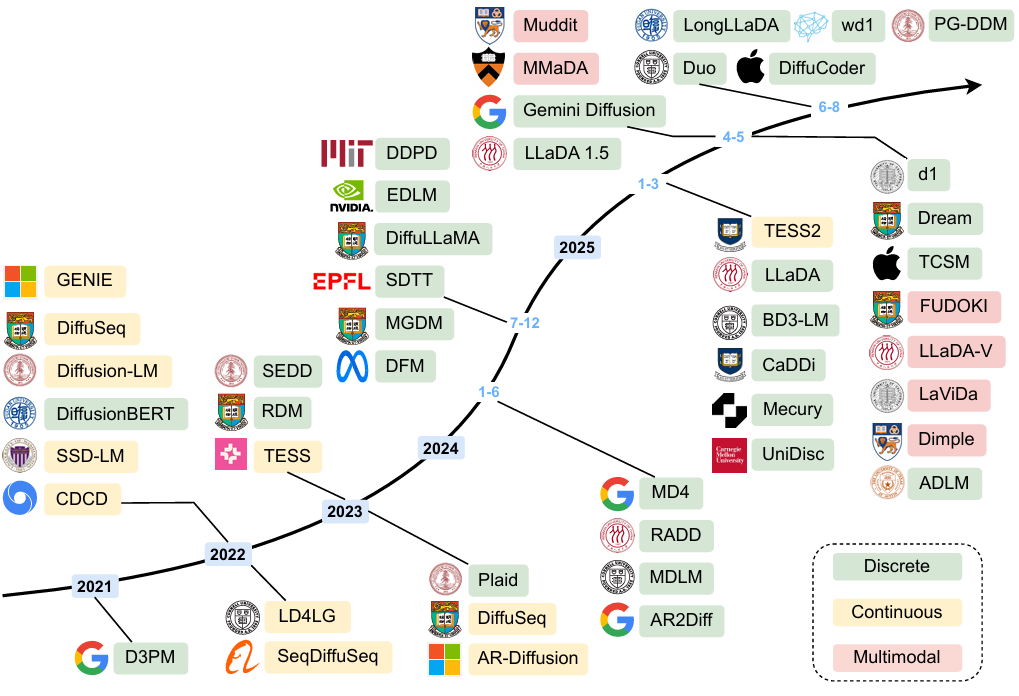 Muddit
LongLLaDA
wd1
PG-DDM
MMaDA
Duo
DiffuCoder
Gemini Diffusion
6-8
4-5
LLaDA 1.5
1-3
MIT
DDPD
NVIDIA.
EDLM
DiffuLLaMA
EPFL
SDTT
MGDM
DFM
7-12
2025
d1
Dream
TCSM
FUDOKI
LLaDA-V
LaViDa
Dimple
ADLM
TESS2
LLaDA
BD3-LM
CaDDi
Mecury
Carnegie
Mellon
University
UniDisc
GENIE
DiffuSeq
Diffusion-LM
DiffusionBERT
SSD-LM
CDCD
SEDD
RDM
TESS
1-6
2024
2023
2022
2021
MD4
RADD
MDLM
AR2Diff
Plaid
DiffuSeq
AR-Diffusion
LD4LG
SeqDiffuSeq
D3PM
Discrete
Continuous
Multimodal